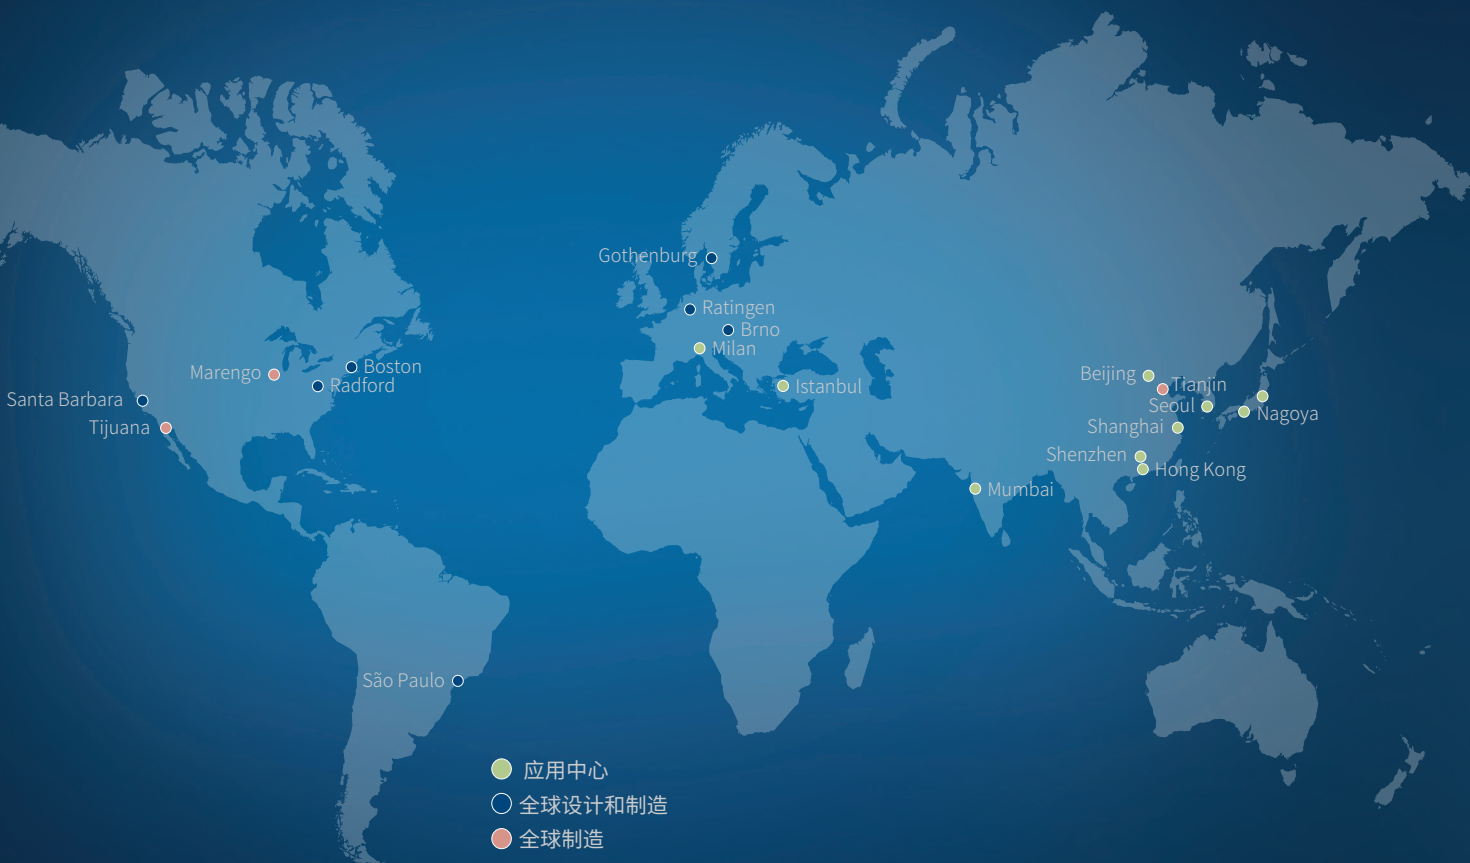 Gothenburg
Ratingen
Brno
Milan
Istanbul
Marengo
Boston
Radford
Santa Barbara
Tijuana
Beijing
Tianjin
Seoul
Nagoya
Shanghai
Shenzhen
Hong Kong
Mumbai
São Paulo
应用中心
全球设计和制造
全球制造